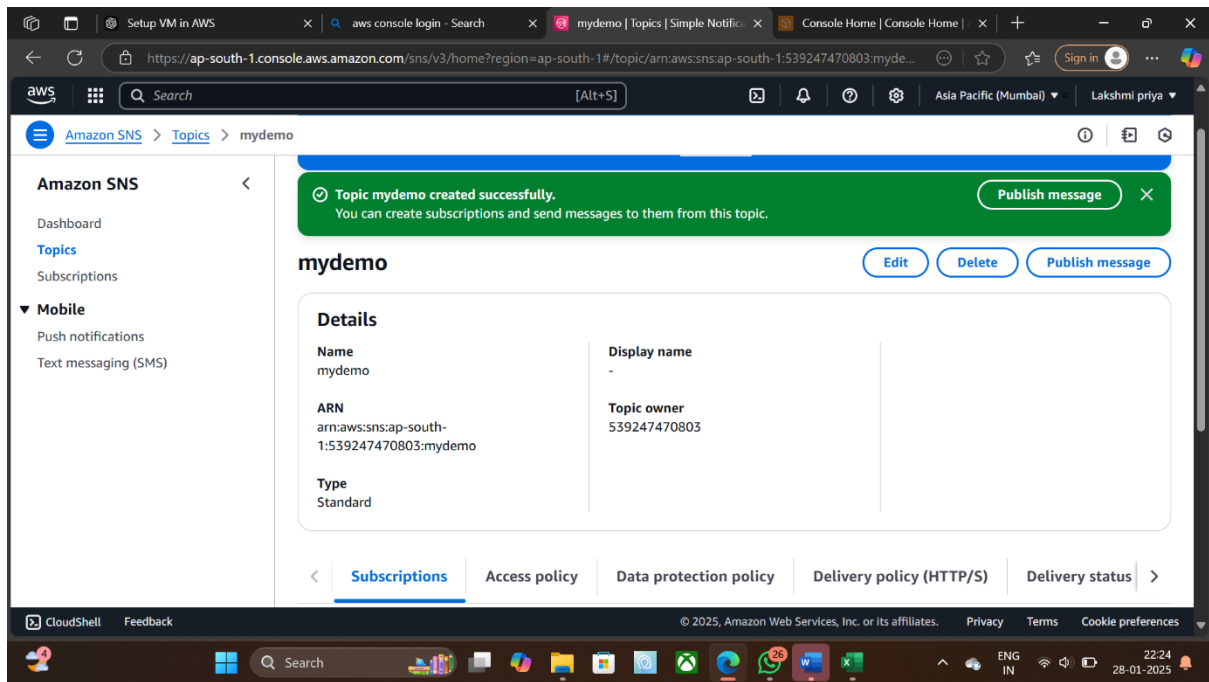 Setup VM in AWS
aws console login - Search
mydemo | Topics | Simple Notifica
Console Home | Console Home |
https://ap-south-1.console.aws.amazon.com/sns/v3/home?region=ap-south-1#/topic/arn:aws:sns:ap-south-1:539247470803:myde...
Sign in
aws
Search
[Alt+S]
Asia Pacific (Mumbai) ▼
Lakshmi priya ▼
Amazon SNS > Topics > mydemo
Amazon SNS
Dashboard
Topics
Subscriptions
Mobile
Push notifications
Text messaging (SMS)
Topic mydemo created successfully.
You can create subscriptions and send messages to them from this topic.
Publish message
mydemo
Edit
Delete
Publish message
Details
Name
mydemo
Display name
-
ARN
arn:aws:sns:ap-south-
1:539247470803:mydemo
Topic owner
539247470803
Type
Standard
Subscriptions
Access policy
Data protection policy
Delivery policy (HTTP/S)
Delivery status
CloudShell
Feedback
© 2025, Amazon Web Services, Inc. or its affiliates.
Privacy
Terms
Cookie preferences
4
Search
26
ENG
IN
22:24
28-01-2025